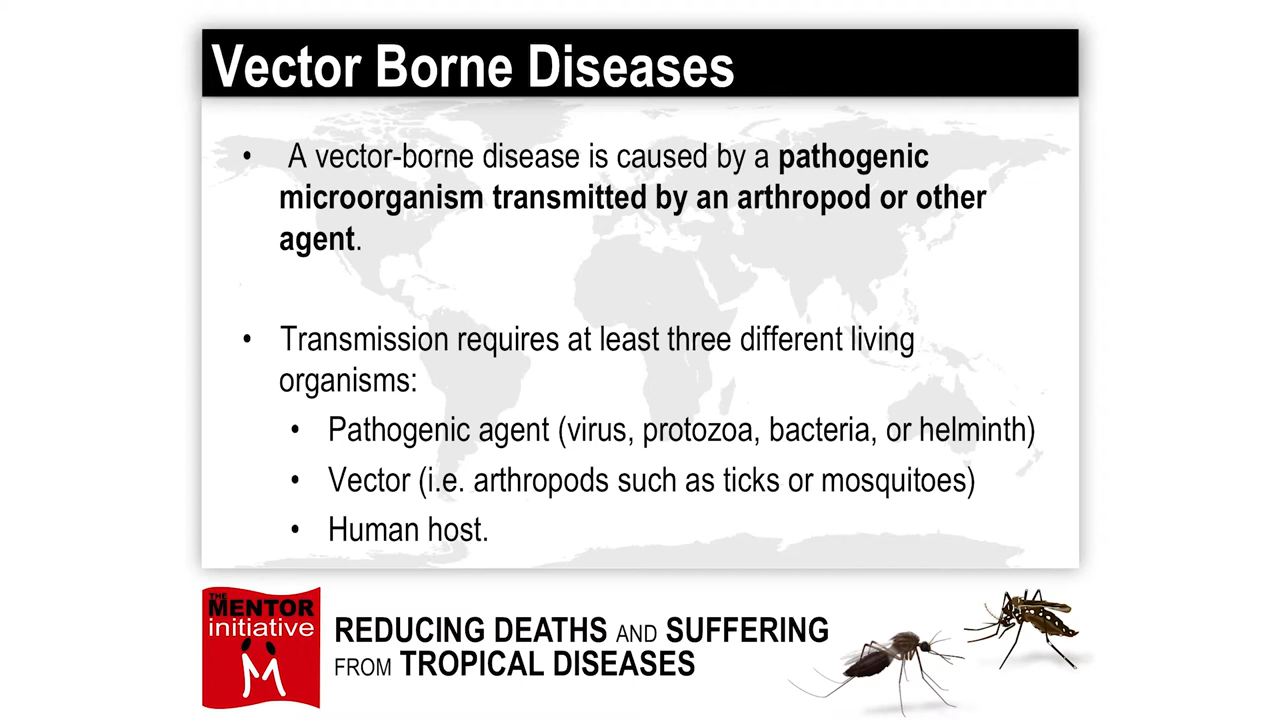 Vector Borne Diseases
• A vector-borne disease is caused by a pathogenic
microorganism transmitted by an arthropod or other
agent.
• Transmission requires at least three different living
organisms:
• Pathogenic agent (virus, protozoa, bacteria, or helminth)
• Vector (i.e. arthropods such as ticks or mosquitoes)
• Human host.
THE
MENTOR
initiative
REDUCING DEATHS AND SUFFERING
FROM TROPICAL DISEASES